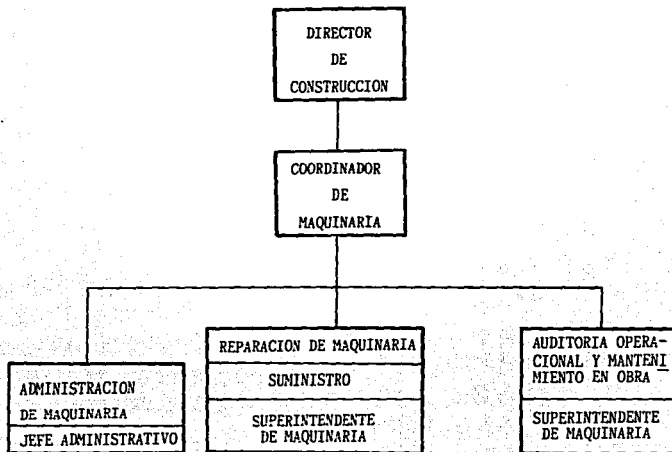 DIRECTOR
DE
CONSTRUCCION
COORDINADOR
DE
MAQUINARIA
ADMINISTRACION
DE MAQUINARIA
JEFE ADMINISTRATIVO
REPARACION DE MAQUINARIA
SUMINISTRO
SUPERINTENDENTE
DE MAQUINARIA
AUDITORIA OPERA-
CIONAL Y MANTENI
MIENTO EN OBRA
SUPERINTENDENTE
DE MAQUINARIA